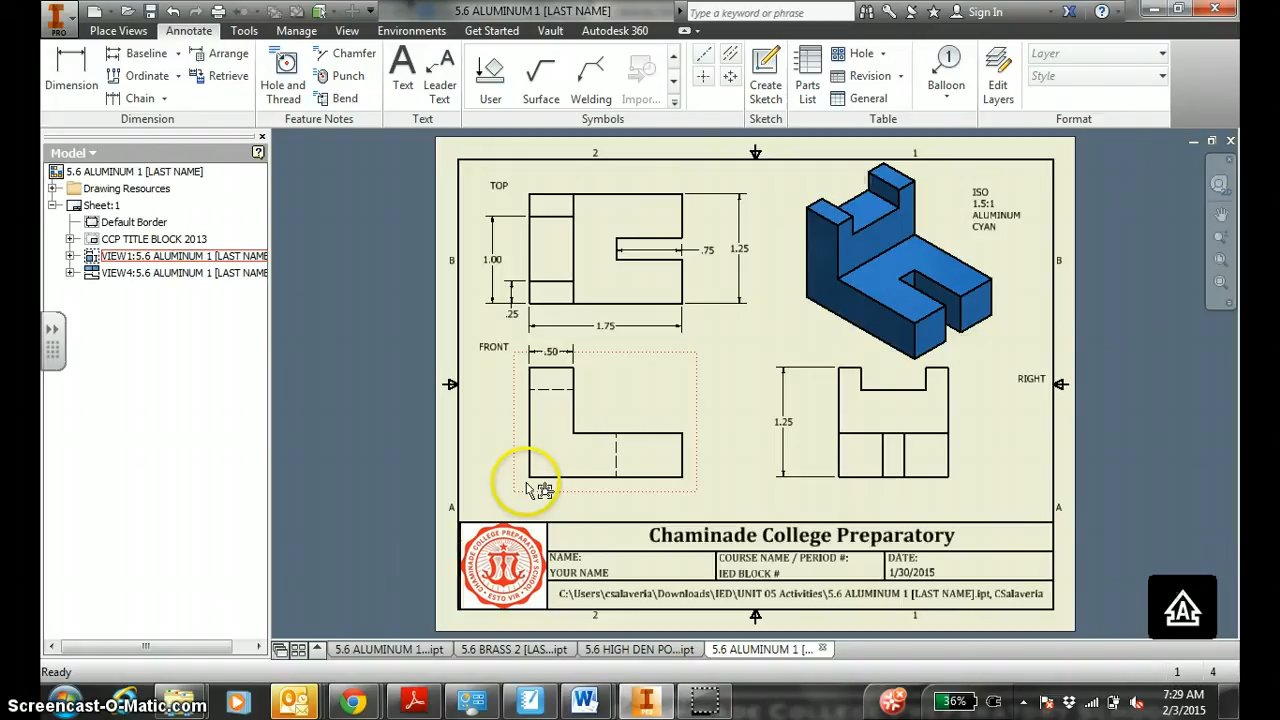 5.6 ALUMINUM 1 [LAST NAME]
Type a keyword or phrase
Sign In
PRO
Place Views
Annotate
Tools
Manage
View
Environments
Get Started
Vault
Autodesk 360
Dimension
Baseline
Ordinate
Chain
Arrange
Retrieve
Dimension
Hole and
Thread
Chamfer
Punch
Bend
Feature Notes
Text
Leader
Text
Text
User
Surface
Welding
Impor...
Symbols
Create
Sketch
Sketch
Parts
List
Hole
Revision
General
Table
Balloon
Edit
Layers
Layer
Style
Format
Model
5.6 ALUMINUM 1 [LAST NAME]
Drawing Resources
Sheet:1
Default Border
CCP TITLE BLOCK 2013
VIEW1:5.6 ALUMINUM 1 [LAST NAME
VIEW4:5.6 ALUMINUM 1 [LAST NAME
2
1
TOP
1.00
.25
.75
1.25
1.75
ISO
1.5:1
ALUMINUM
CYAN
B
B
FRONT
.50
1.25
RIGHT
A
A
Chaminade College Preparatory
NAME:
YOUR NAME
COURSE NAME / PERIOD #:
IED BLOCK #
DATE:
1/30/2015
C:\Users\csalaveria\Downloads\IED\UNIT 05 Activities\5.6 ALUMINUM 1 [LAST NAME].ipt, CSalaveria
CHAMINADE COLLEGE PREPARATORY SCHOOL
ESTO VIR
2
1
5.6 ALUMINUM 1...ipt
5.6 BRASS 2 [LAS...ipt
5.6 HIGH DEN PO...ipt
5.6 ALUMINUM 1 [...
Ready
1
4
36%
7:29 AM
2/3/2015
Screencast-O-Matic.com